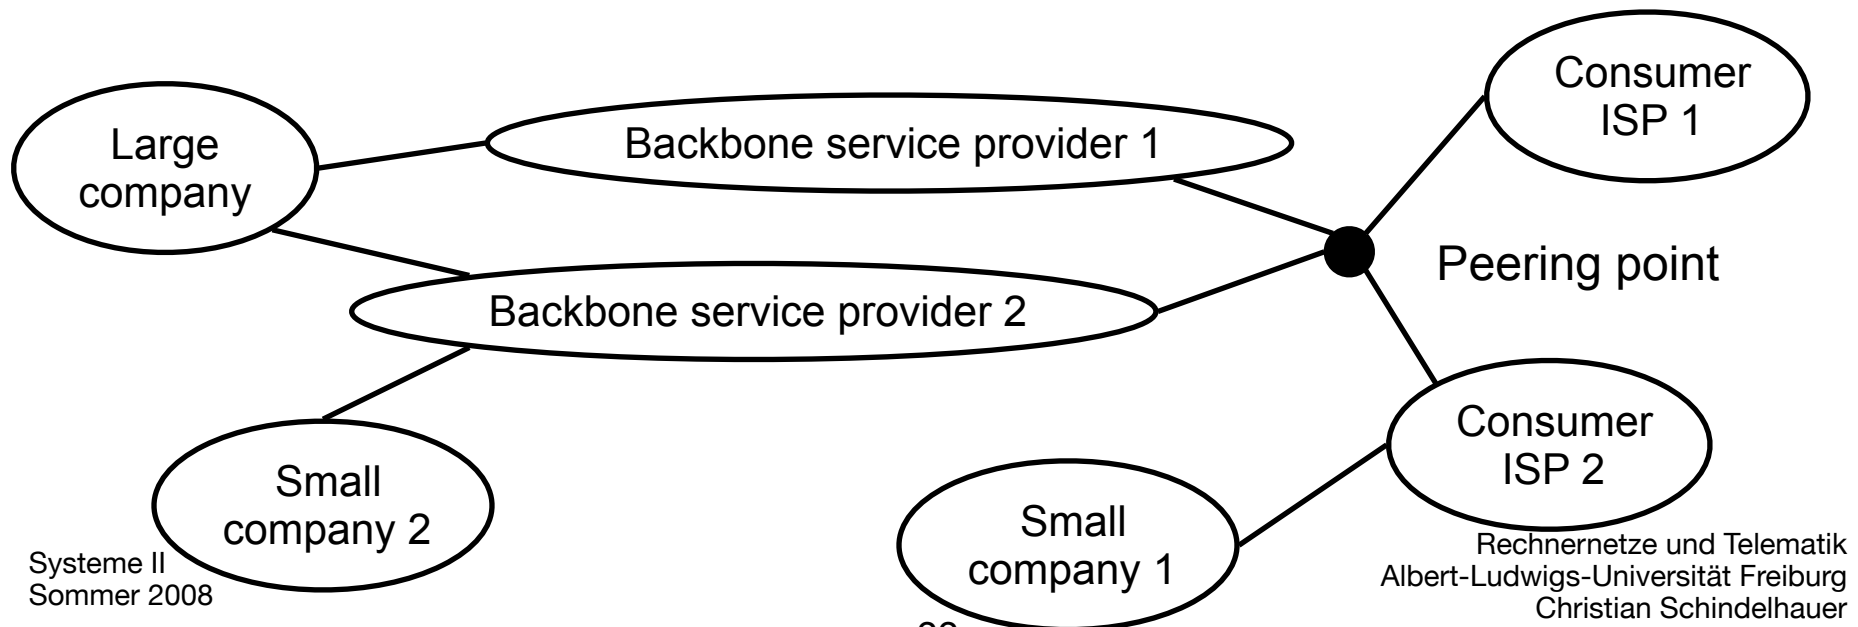 Consumer
ISP 1
Large
company
Backbone service provider 1
Peering point
Backbone service provider 2
Consumer
ISP 2
Small
company 2
Small
company 1
Systeme II
Sommer 2008
Rechnernetze und Telematik
Albert-Ludwigs-Universität Freiburg
Christian Schindelhauer